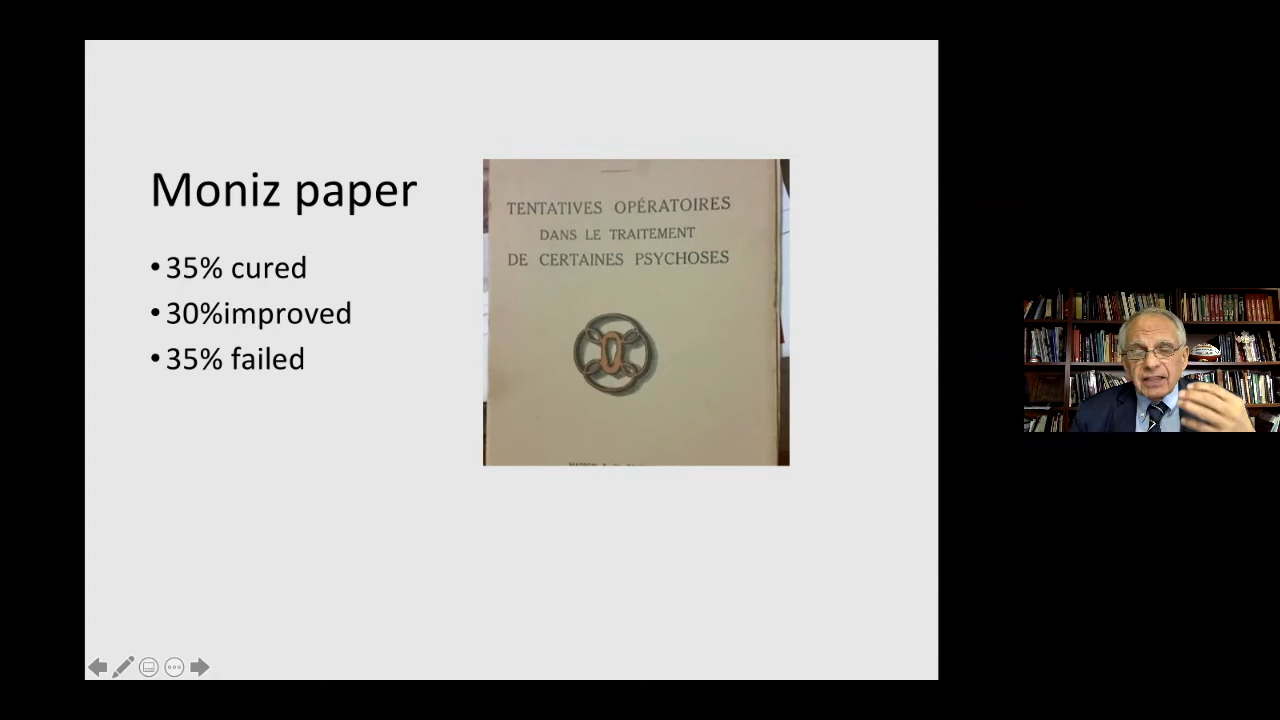 Moniz paper
• 35% cured
• 30%improved
• 35% failed
TENTATIVES OPÉRATOIRES
DANS LE TRAITEMENT
DE CERTAINES PSYCHOSES